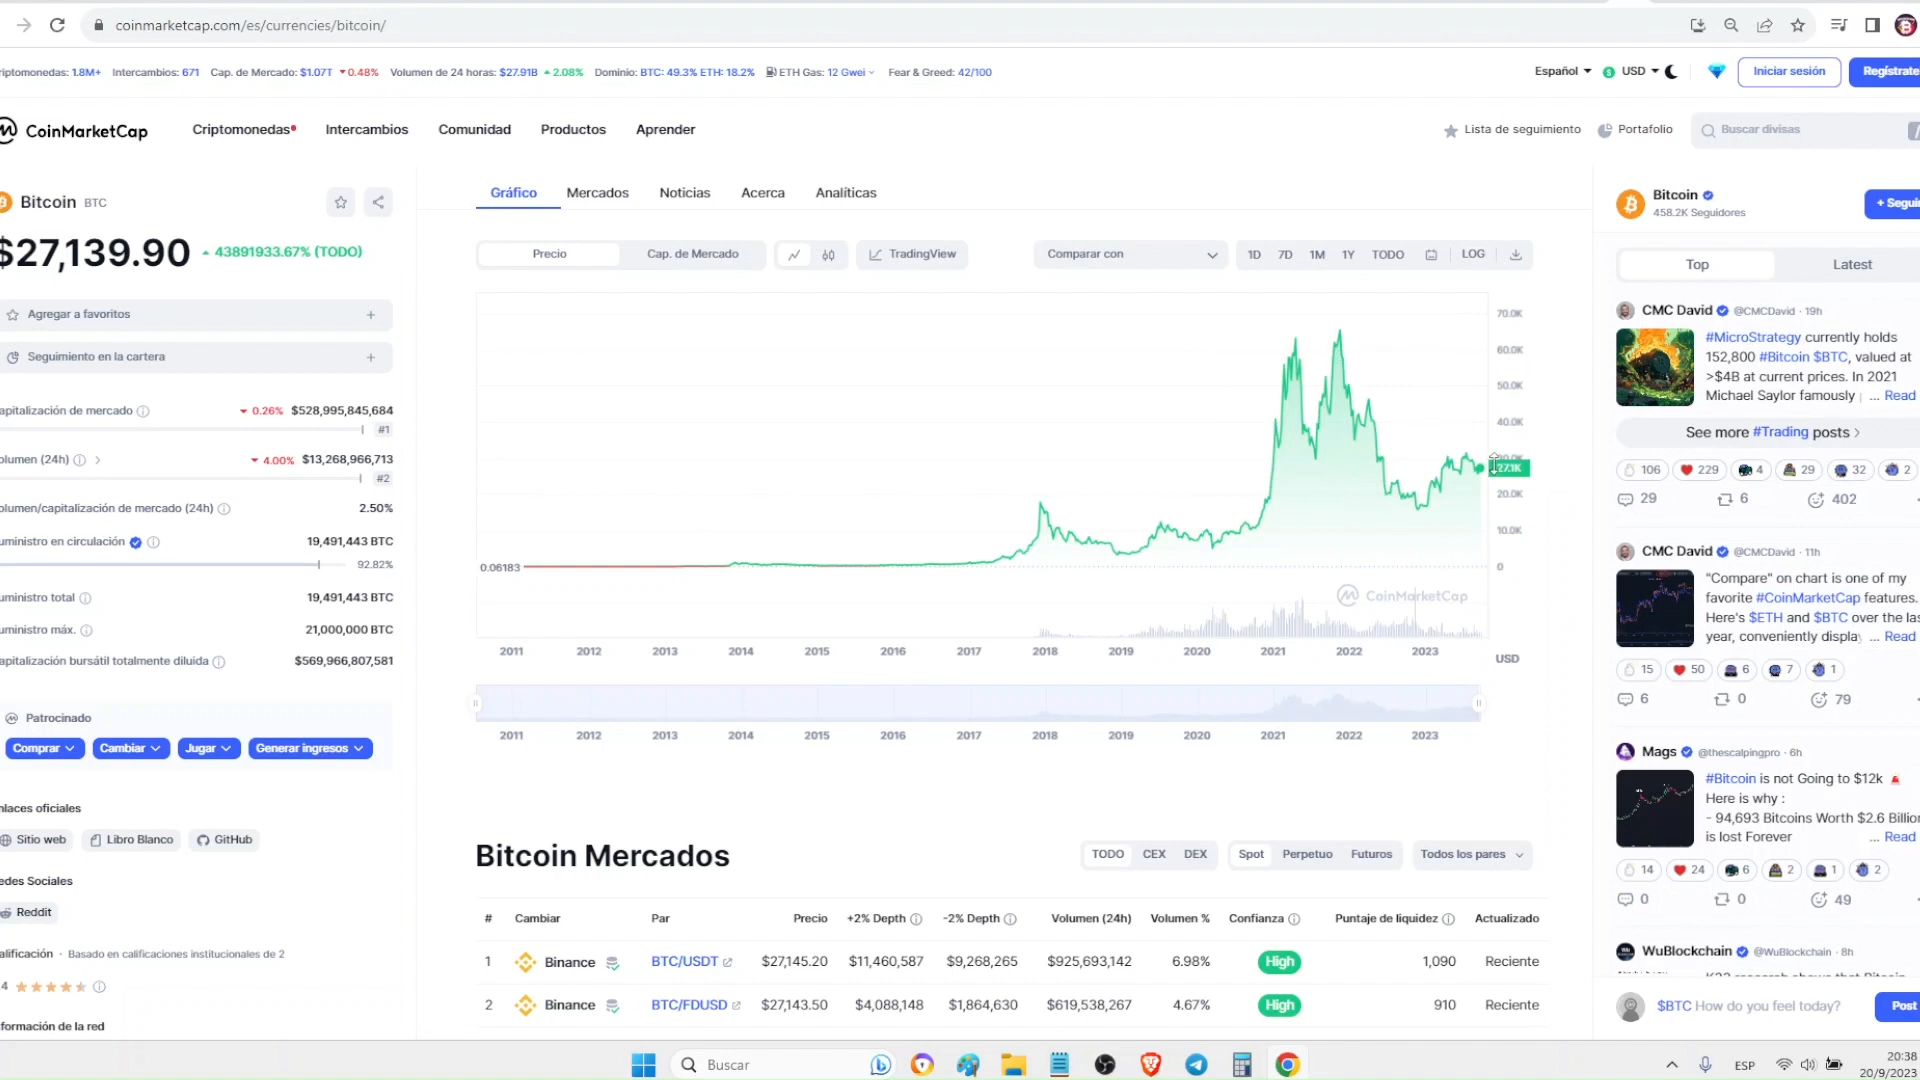 coinmarketcap.com/es/currencies/bitcoin/
riptomonedas: 1.8M+ Intercambios: 671 Cap. de Mercado: $1.07T 0.48% Volumen de 24 horas: $27.91B 2.08% Dominio: BTC: 49.3% ETH: 18.2% ETH Gas: 12 Gwei Fear & Greed: 42/100
Español USD Iniciar sesión Regístrate
CoinMarketCap Criptomonedas Intercambios Comunidad Productos Aprender
Lista de seguimiento Portafolio Buscar divisas /
Bitcoin BTC
$27,139.90 43891933.67% (TODO)
Agregar a favoritos +
Seguimiento en la cartera +
apitalización de mercado 0.26% $528,995,845,684
#1
olumen (24h) > 4.00% $13,268,966,713
#2
olumen/capitalización de mercado (24h) 2.50%
uministro en circulación 19,491,443 BTC
92.82%
uministro total 19,491,443 BTC
uministro máx. 21,000,000 BTC
apitalización bursátil totalmente diluida $569,966,807,581
Patrocinado
Comprar Cambiar Jugar Generar ingresos
nlaces oficiales
Sitio web Libro Blanco GitHub
edes Sociales
Reddit
alificación · Basado en calificaciones institucionales de 2
4
formación de la red
Gráfico Mercados Noticias Acerca Analíticas
Precio Cap. de Mercado TradingView Comparar con 1D 7D 1M 1Y TODO LOG
70.0K
60.0K
50.0K
40.0K
27.1K
20.0K
10.0K
0.06183 0
CoinMarketCap
2011 2012 2013 2014 2015 2016 2017 2018 2019 2020 2021 2022 2023
USD
2011 2012 2013 2014 2015 2016 2017 2018 2019 2020 2021 2022 2023
Bitcoin Mercados
TODO CEX DEX Spot Perpetuo Futuros Todos los pares
# Cambiar Par Precio +2% Depth -2% Depth Volumen (24h) Volumen % Confianza Puntaje de liquidez Actualizado
1 Binance BTC/USDT $27,145.20 $11,460,587 $9,268,265 $925,693,142 6.98% High 1,090 Reciente
2 Binance BTC/FDUSD $27,143.50 $4,088,148 $1,864,630 $619,538,267 4.67% High 910 Reciente
Bitcoin
458.2K Seguidores
+ Seguir
Top Latest
CMC David @CMCDavid · 19h
#MicroStrategy currently holds
152,800 #Bitcoin $BTC, valued at
>$4B at current prices. In 2021
Michael Saylor famously ... Read
See more #Trading posts >
106 229 4 29 32 2
29 6 402
CMC David @CMCDavid · 11h
"Compare" on chart is one of my
favorite #CoinMarketCap features.
Here's $ETH and $BTC over the las
year, conveniently display ... Read
15 50 6 7 1
6 0 79
Mags @thescalpingpro · 6h
#Bitcoin is not Going to $12k
Here is why :
- 94,693 Bitcoins Worth $2.6 Billion
is lost Forever ... Read
14 24 6 2 1 2
0 0 49
WuBlockchain @WuBlockchain · 8h
$BTC How do you feel today? Post
Buscar
ESP
20:38
20/9/2023